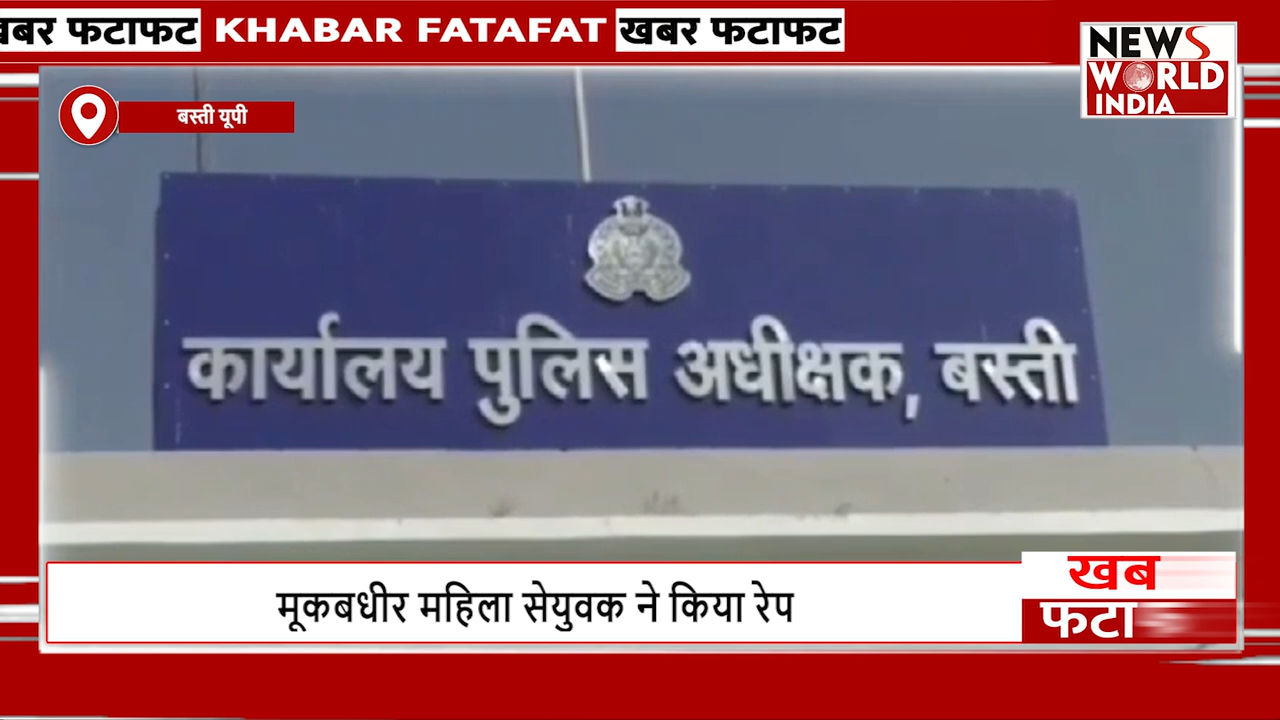 खबर फटाफट KHABAR FATAFAT खबर फटाफट
NEWS
WORLD
INDIA
बस्ती यूपी
कार्यालय पुलिस अधीक्षक, बस्ती
मूकबधीर महिला सेयुवक ने किया रेप
खब
फटा